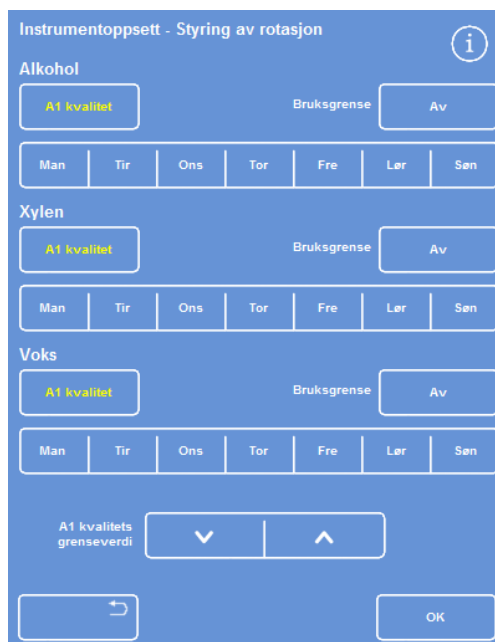 Instrumentoppsett - Styring av rotasjon
i
Alkohol
A1 kvalitet Bruksgrense Av
Man Tir Ons Tor Fre Lør Søn
Xylen
A1 kvalitet Bruksgrense Av
Man Tir Ons Tor Fre Lør Søn
Voks
A1 kvalitet Bruksgrense Av
Man Tir Ons Tor Fre Lør Søn
A1 kvalitets
grenseverdi
OK